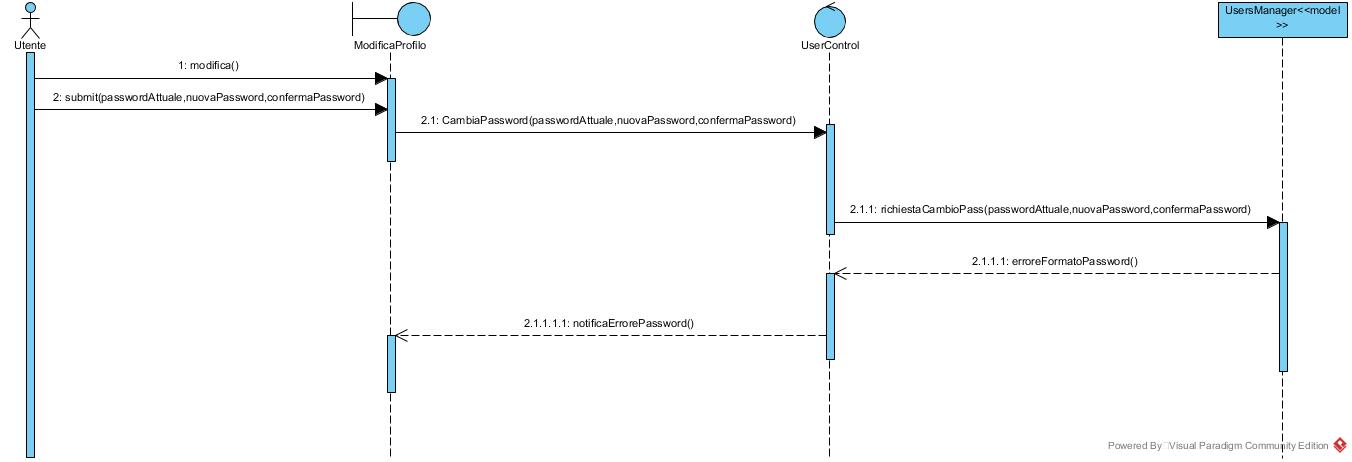 UsersManager<<model
>>
Utente
ModificaProfilo
UserControl
1: modifica()
2: submit(passwordAttuale,nuovaPassword,confermaPassword)
2.1: CambiaPassword(passwordAttuale,nuovaPassword,confermaPassword)
2.1.1: richiestaCambioPass(passwordAttuale,nuovaPassword,confermaPassword)
2.1.1.1: erroreFormatoPassword()
2.1.1.1.1: notificaErrorePassword()
Powered By Visual Paradigm Community Edition